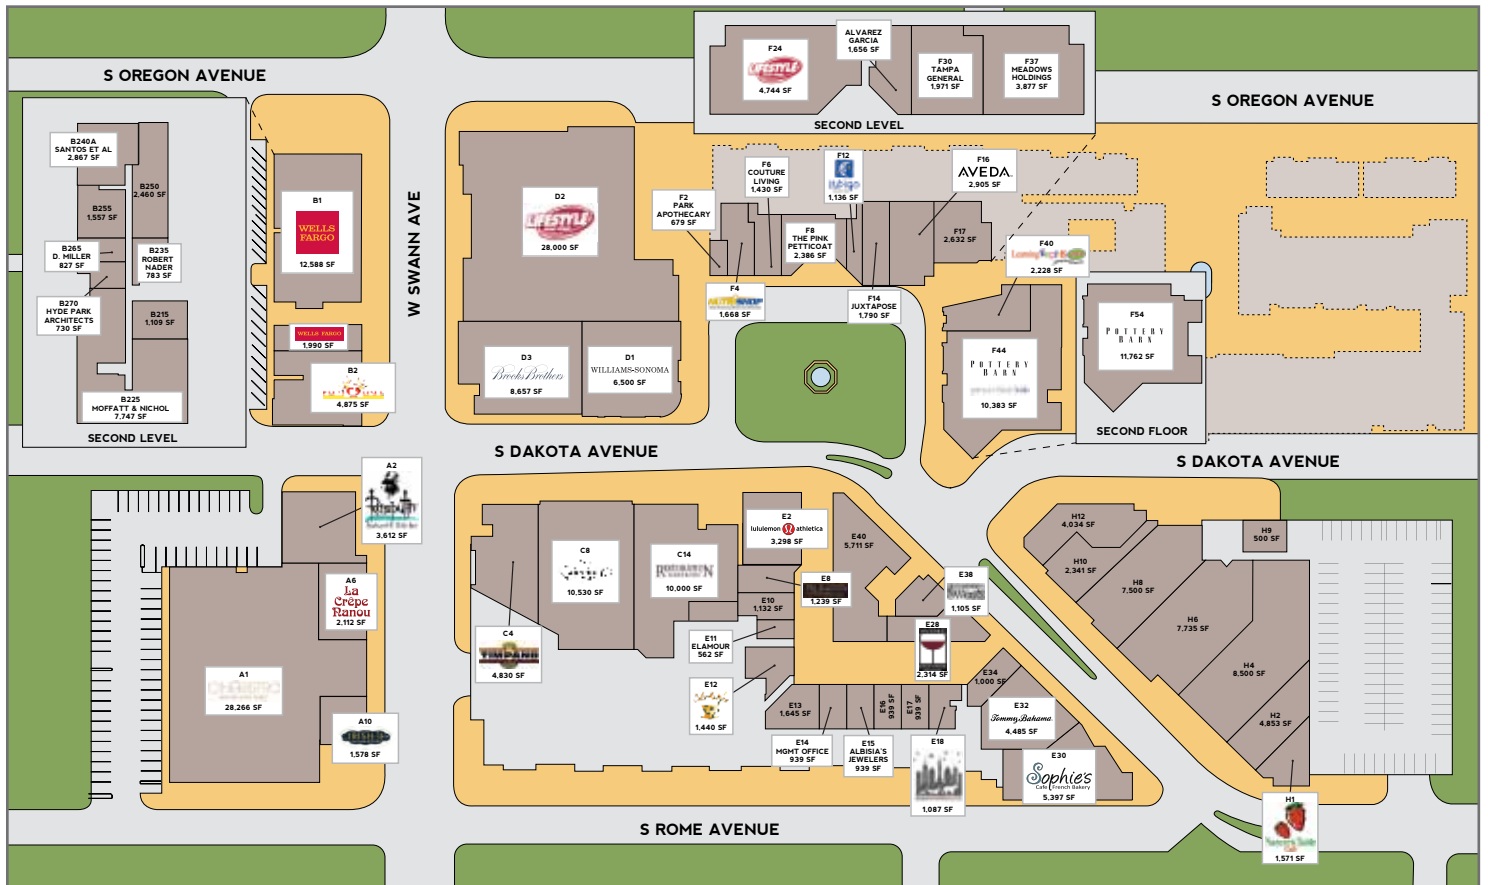 S OREGON AVENUE
F24
LIFESTYLE
4,744 SF
ALVAREZ
GARCIA
1,656 SF
F30
TAMPA
GENERAL
1,971 SF
F37
MEADOWS
HOLDINGS
3,877 SF
SECOND LEVEL
S OREGON AVENUE
B240A
SANTOS ET AL
2,867 SF
B250
2,460 SF
B255
1,557 SF
B265
D. MILLER
827 SF
B235
ROBERT
NADER
783 SF
B270
HYDE PARK
ARCHITECTS
730 SF
B215
1,109 SF
B225
MOFFATT & NICHOL
7,747 SF
SECOND LEVEL
B1
WELLS
FARGO
12,588 SF
WELLS FARGO
1,990 SF
B2
4,875 SF
W SWANN AVE
D2
LIFESTYLE
28,000 SF
D3
Brooks Brothers
8,657 SF
D1
WILLIAMS-SONOMA
6,500 SF
F2
PARK
APOTHECARY
679 SF
F4
1,668 SF
F6
COUTURE
LIVING
1,430 SF
F8
THE PINK
PETTICOAT
2,386 SF
F12
1,136 SF
F14
JUXTAPOSE
1,790 SF
F16
AVEDA
2,905 SF
F17
2,632 SF
F40
2,228 SF
F44
POTTERY
BARN
10,383 SF
F54
POTTERY
BARN
11,762 SF
SECOND FLOOR
S DAKOTA AVENUE
S DAKOTA AVENUE
A2
3,612 SF
A6
La
Crêpe
Nanou
2,112 SF
A1
28,266 SF
A10
1,578 SF
C4
4,830 SF
C8
10,530 SF
C14
10,000 SF
E2
lululemon athletica
3,298 SF
E8
1,239 SF
E10
1,132 SF
E11
ELAMOUR
562 SF
E12
1,440 SF
E13
1,645 SF
E14
MGMT OFFICE
939 SF
E15
ALBISIA'S
JEWELERS
939 SF
E16
939 SF
E17
939 SF
E18
1,087 SF
E40
5,711 SF
E38
1,105 SF
E28
2,314 SF
E34
1,000 SF
E32
Tommy Bahama
4,485 SF
E30
Sophie's
Cafe French Bakery
5,397 SF
H12
4,034 SF
H10
2,341 SF
H8
7,500 SF
H9
500 SF
H6
7,735 SF
H4
8,500 SF
H2
4,853 SF
H1
1,571 SF
S ROME AVENUE